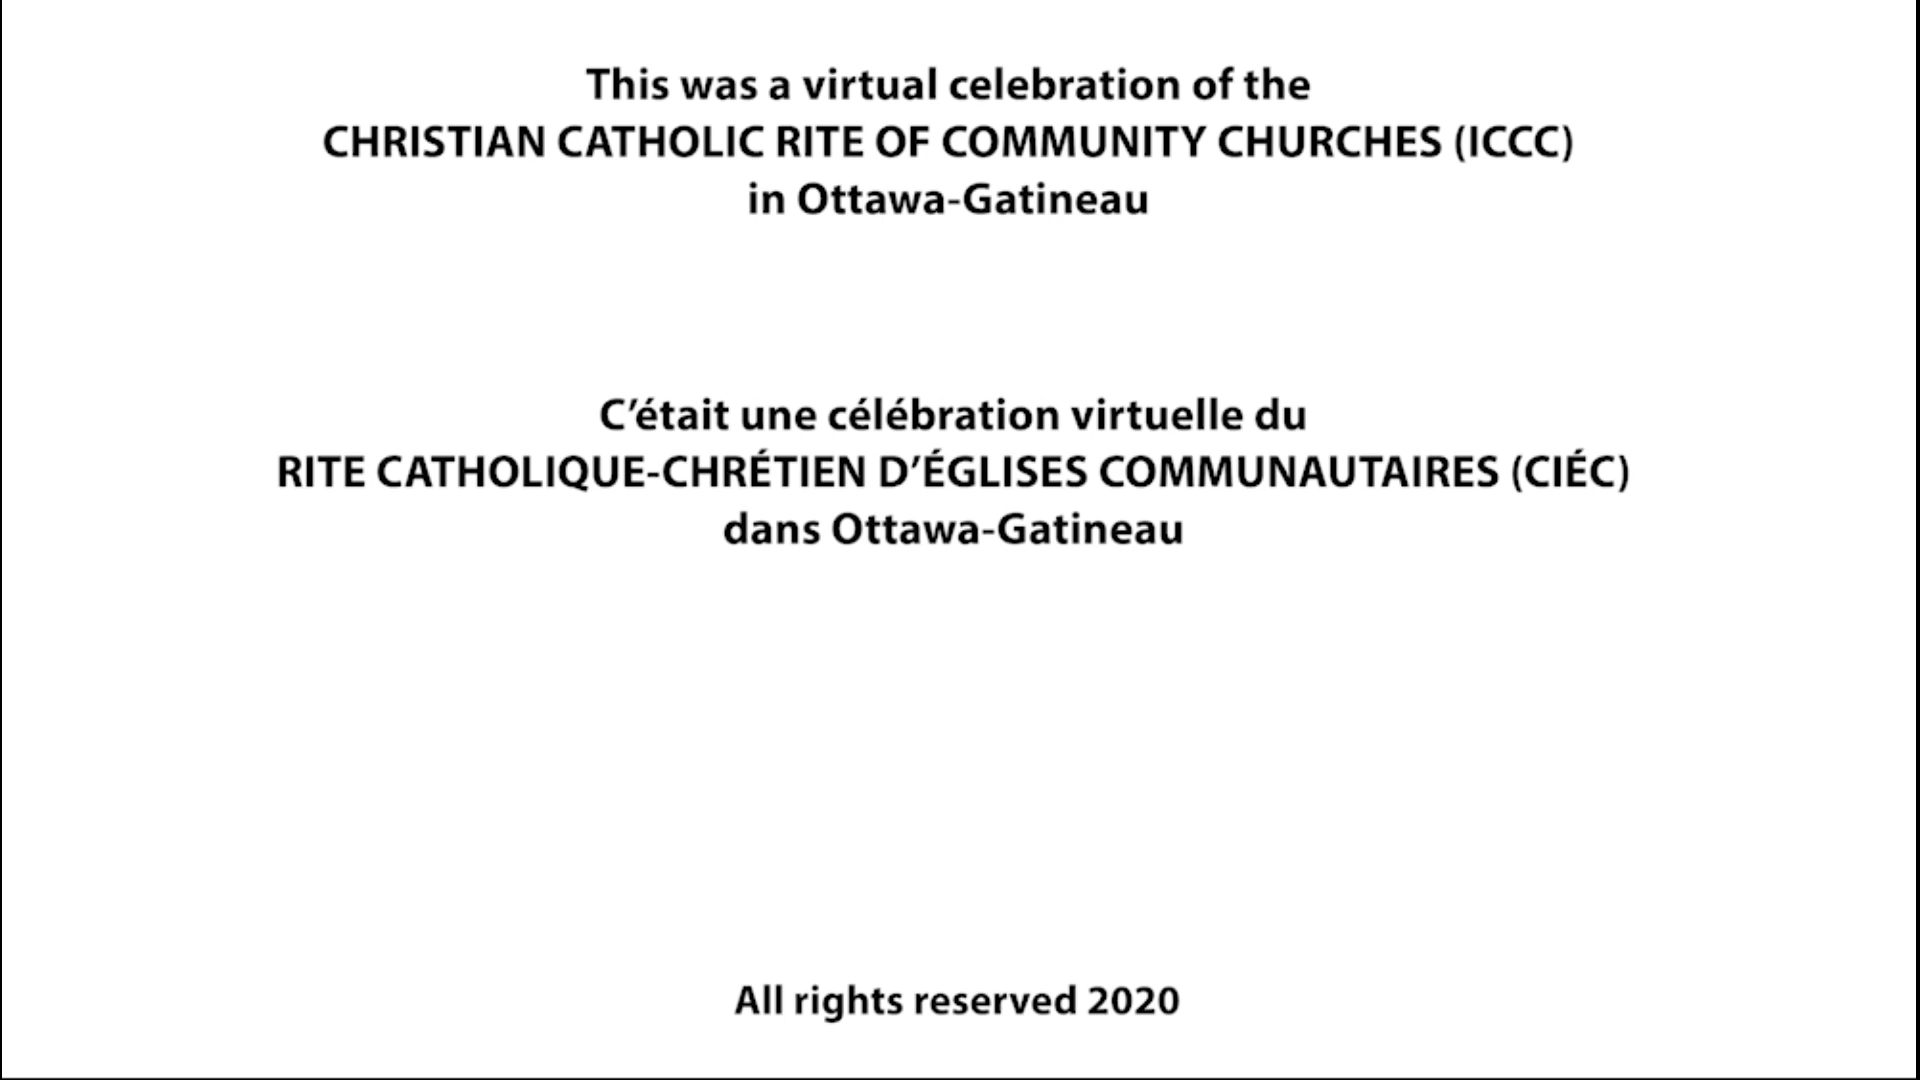 This was a virtual celebration of the
CHRISTIAN CATHOLIC RITE OF COMMUNITY CHURCHES (ICCC)
in Ottawa-Gatineau
C’était une célébration virtuelle du
RITE CATHOLIQUE-CHRÉTIEN D’ÉGLISES COMMUNAUTAIRES (CIÉC)
dans Ottawa-Gatineau
All rights reserved 2020